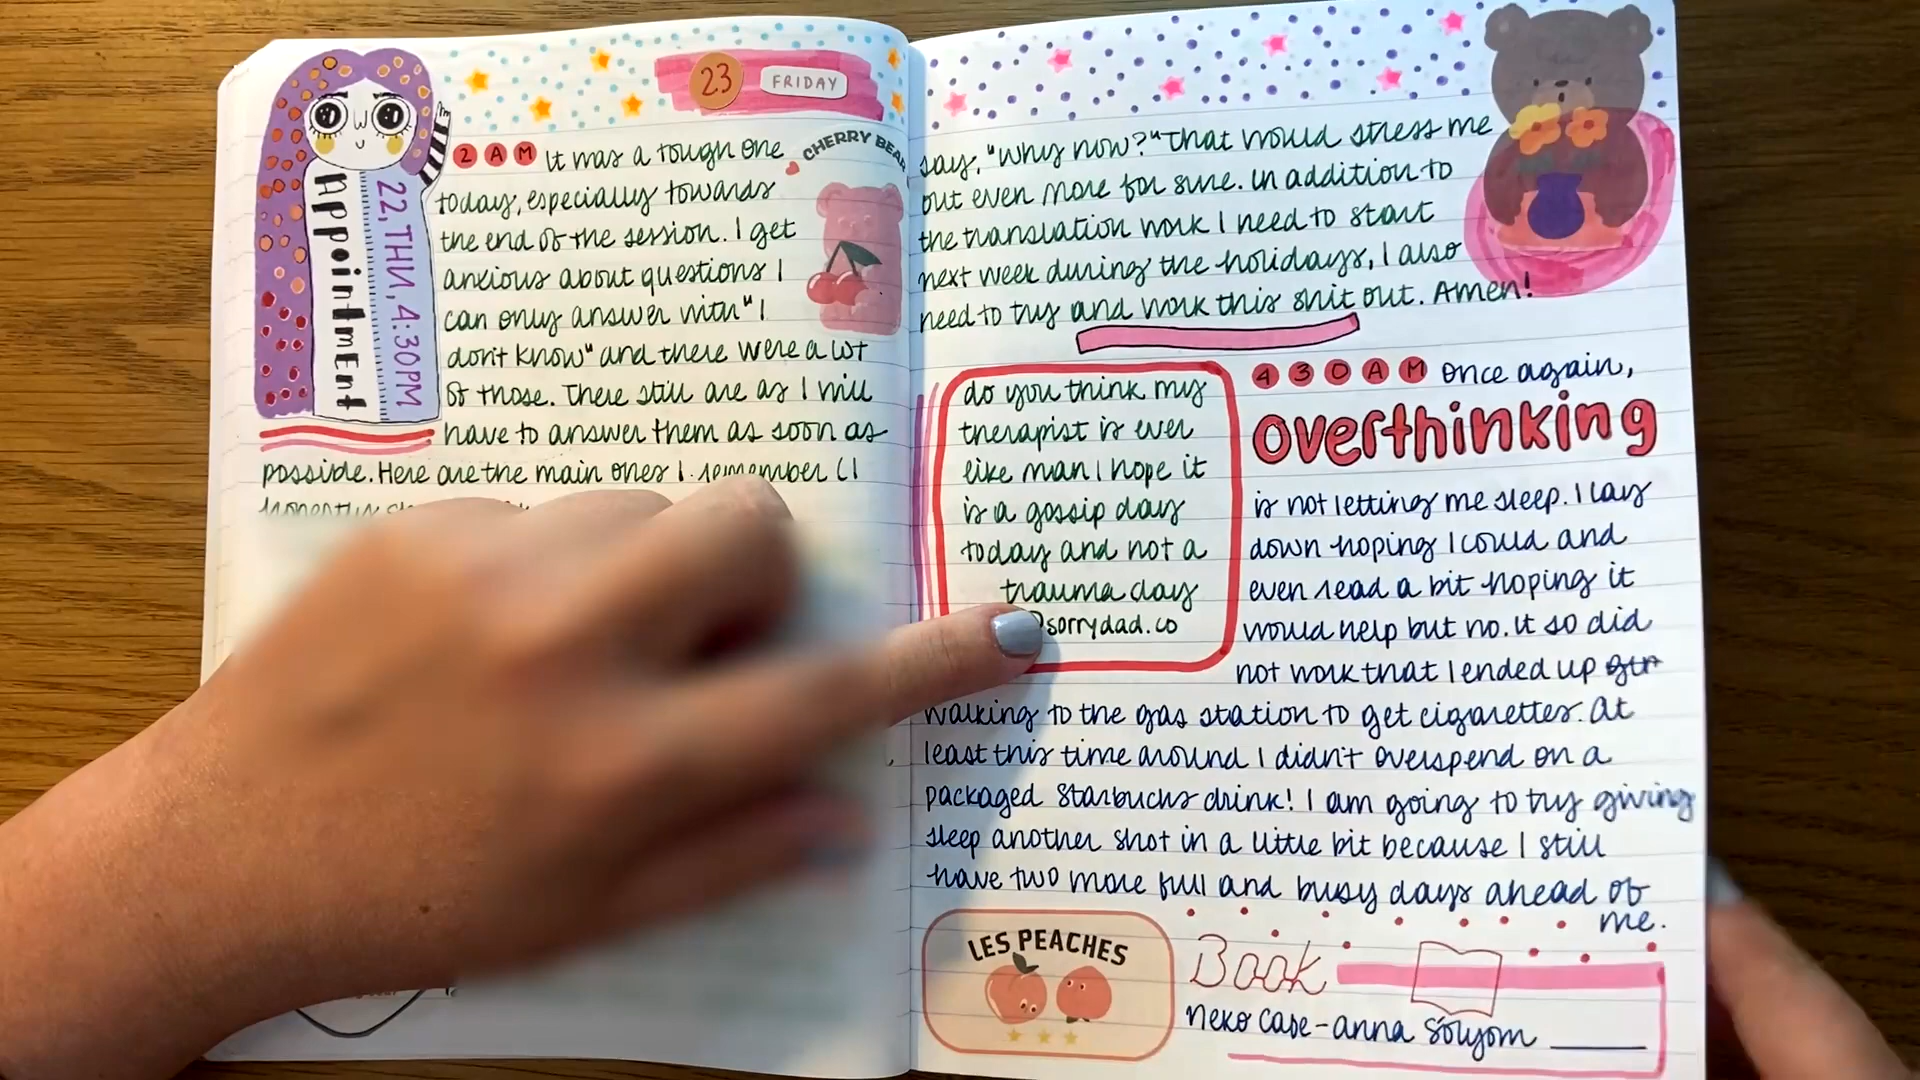 23 FRIDAY
Appointment
22, THU, 4:30PM
CHERRY BEAR
2AM It was a tough one
today, especially towards
the end of the session. I get
anxious about questions I
can only answer with "I
don't know" and there were a lot
of those. There still are as I will
have to answer them as soon as
possible. Here are the main ones I remember (I
honestly
say, "why now?" That would stress me
out even more for sure. In addition to
the translation work I need to start
next week during the holidays, I also
need to try and work this shit out. Amen!
do you think my
therapist is ever
like man I hope it
is a gossip day
today and not a
trauma day
@sorrydad.co
430AM Once again,
overthinking
is not letting me sleep. I lay
down hoping I could and
even read a bit hoping it
would help but no. It so did
not work that I ended up
walking to the gas station to get cigarettes. At
least this time around I didn't overspend on a
packaged Starbucks drink! I am going to try giving
sleep another shot in a little bit because I still
have two more full and busy days ahead of
me.
LES PEACHES
Book
Neko Cafe - Anna Sólyom